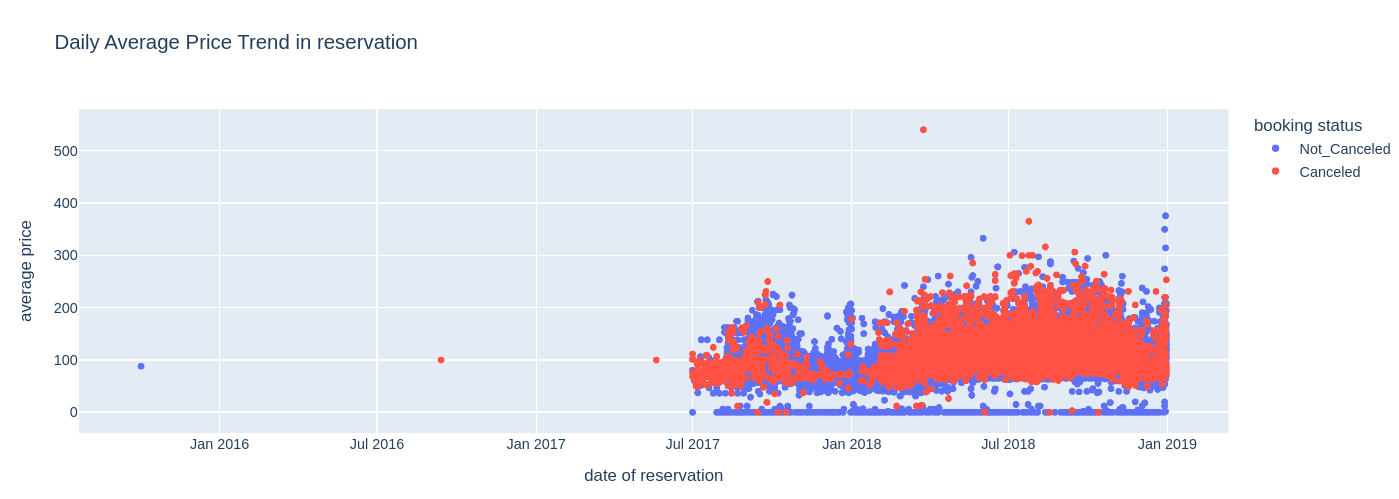 Daily Average Price Trend in reservation
booking status
Not_Canceled
Canceled
average price
500
400
300
200
100
0
Jan 2016
Jul 2016
Jan 2017
Jul 2017
Jan 2018
Jul 2018
Jan 2019
date of reservation